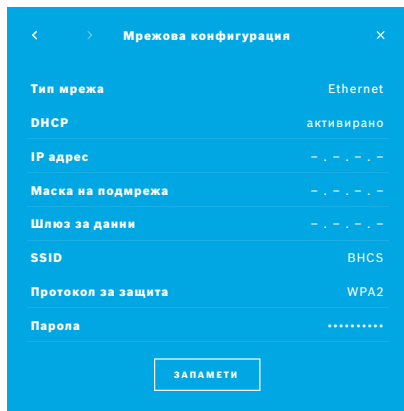 Мрежова конфигурация
Тип мрежа Ethernet
DHCP активирано
IP адрес – . – . – . –
Маска на подмрежа – . – . – . –
Шлюз за данни – . – . – . –
SSID BHCS
Протокол за защита WPA2
Парола ••••••••••
ЗАПАМЕТИ